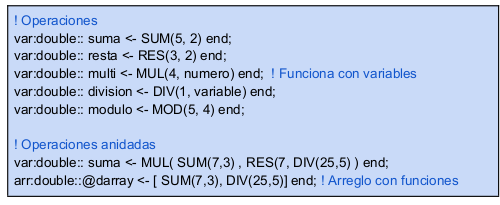 ! Operaciones
var:double:: suma <- SUM(5, 2) end;
var:double:: resta <- RES(3, 2) end;
var:double:: multi <- MUL(4, numero) end;  ! Funciona con variables
var:double:: division <- DIV(1, variable) end;
var:double:: modulo <- MOD(5, 4) end;

! Operaciones anidadas
var:double:: suma <- MUL( SUM(7,3) , RES(7, DIV(25,5) ) end;
arr:double::@darray <- [ SUM(7,3), DIV(25,5)] end; ! Arreglo con funciones